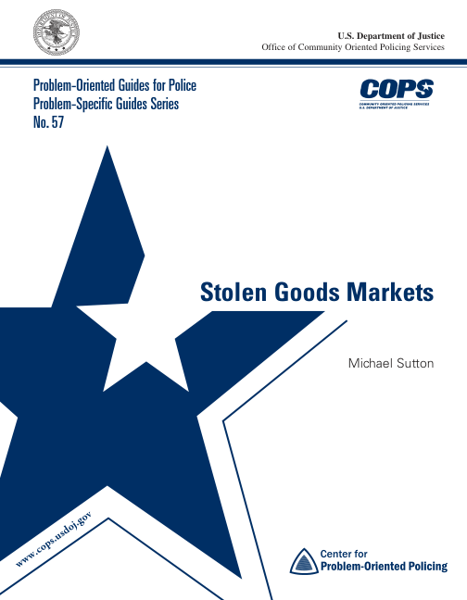 U.S. Department of Justice
Office of Community Oriented Policing Services
Problem-Oriented Guides for Police
Problem-Specific Guides Series
No. 57
COPS
COMMUNITY ORIENTED POLICING SERVICES
U.S. DEPARTMENT OF JUSTICE
Stolen Goods Markets
Michael Sutton
www.cops.usdoj.gov
Center for
Problem-Oriented Policing